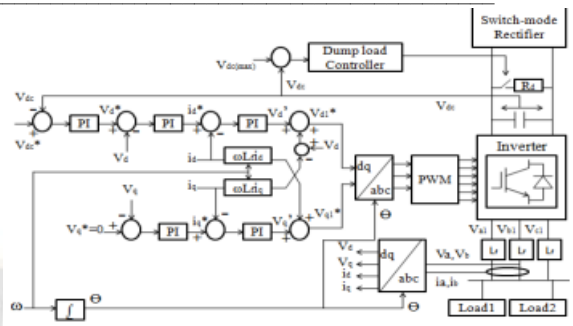 Switch-mode
Rectifier
Dump load
Controller
Vdc(max)
Vdc
Rd
Vdc
Vdc
Vd*
id*
Vd'
Vd1*
PI
PI
PI
Vdc*
Vd
id
ωLfid
Vd
iq
ωLfiq
Vq
Vq*=0
PI
iq*
PI
Vq'
Vq1*
dq
abc
PWM
Inverter
Va1
Vb1
Vc1
Lf
Lf
Lf
ϴ
Vd
Vq
id
iq
dq
abc
Va,Vb
ia,ib
Load1
Load2
ω
∫
ϴ
ϴ